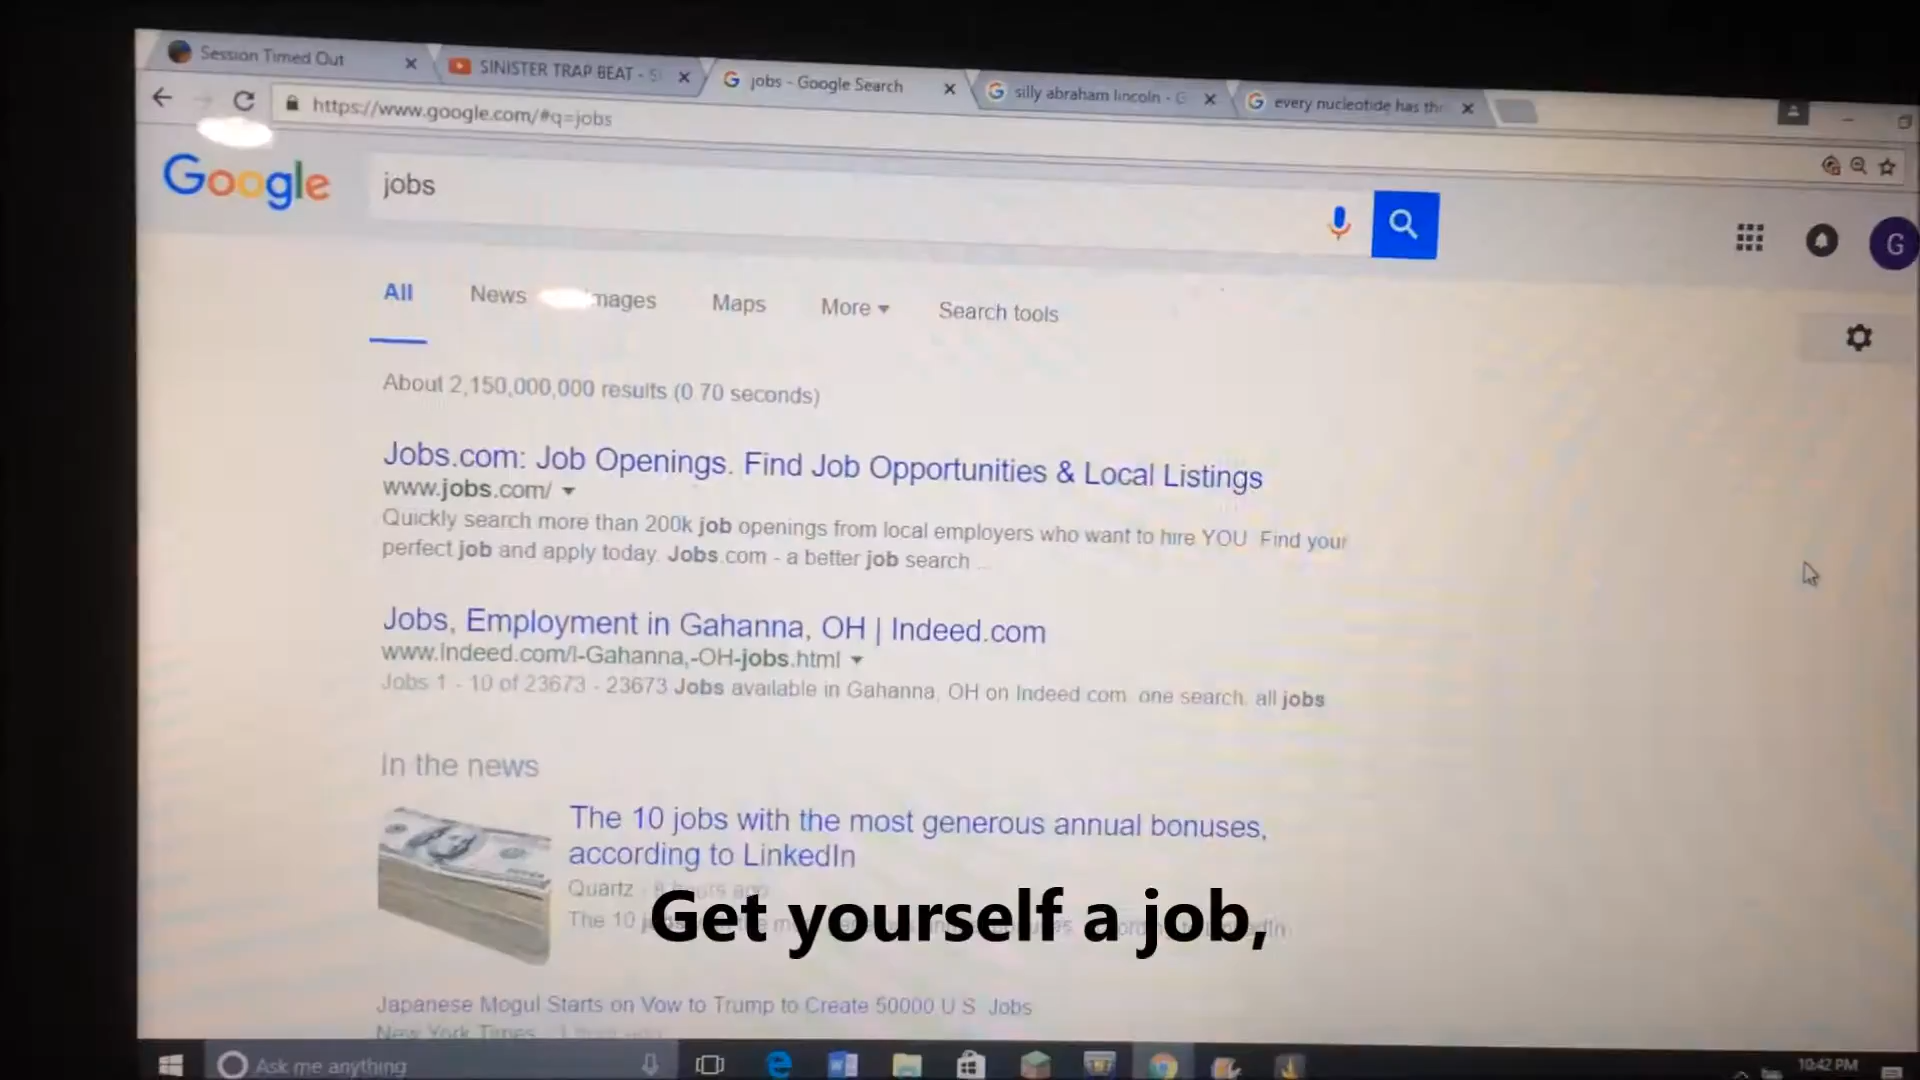 Session Timed Out
SINISTER TRAP BEAT - S
jobs - Google Search
silly abraham lincoln - G
every nucleotide has thr
https://www.google.com/#q=jobs
Google
jobs
G
All News mages Maps More Search tools
About 2,150,000,000 results (0.70 seconds)
Jobs.com: Job Openings. Find Job Opportunities & Local Listings
www.jobs.com/
Quickly search more than 200k job openings from local employers who want to hire YOU. Find your
perfect job and apply today. Jobs.com - a better job search ...
Jobs, Employment in Gahanna, OH | Indeed.com
www.indeed.com/l-Gahanna,-OH-jobs.html
Jobs 1 - 10 of 23673 - 23673 Jobs available in Gahanna, OH on Indeed.com. one search. all jobs
In the news
The 10 jobs with the most generous annual bonuses,
according to LinkedIn
Quartz - 8 hours ago
The 10
Get yourself a job,
Japanese Mogul Starts on Vow to Trump to Create 50000 U.S. Jobs
New York Times
Ask me anything
10:42 PM